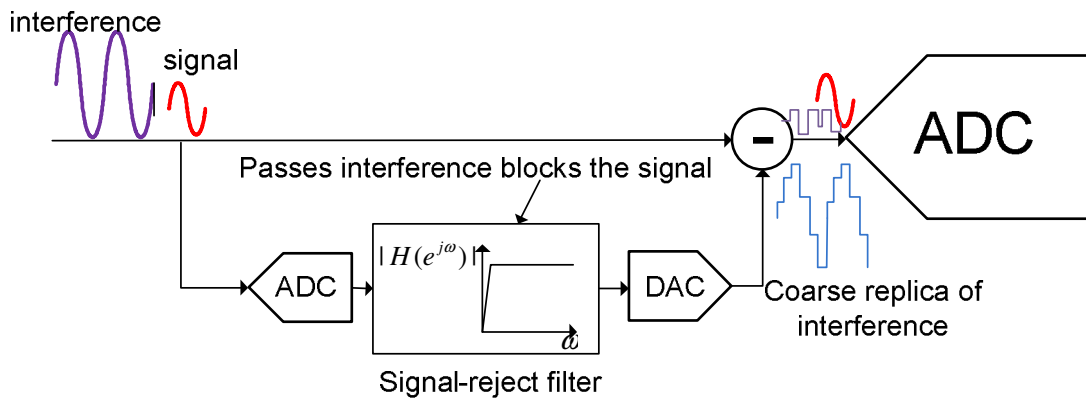 interference
signal
-
ADC
Passes interference blocks the signal
|H(e^{jω})|
ω
ADC
DAC
Coarse replica of
interference
Signal-reject filter